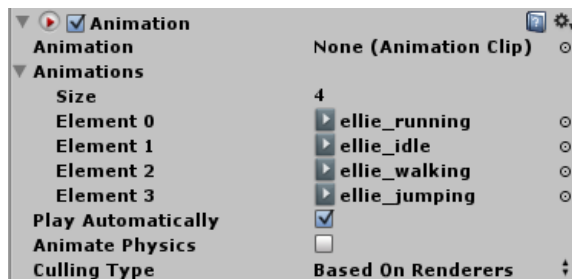 Animation
Animation None (Animation Clip)
Animations
Size 4
Element 0 ellie_running
Element 1 ellie_idle
Element 2 ellie_walking
Element 3 ellie_jumping
Play Automatically
Animate Physics
Culling Type Based On Renderers